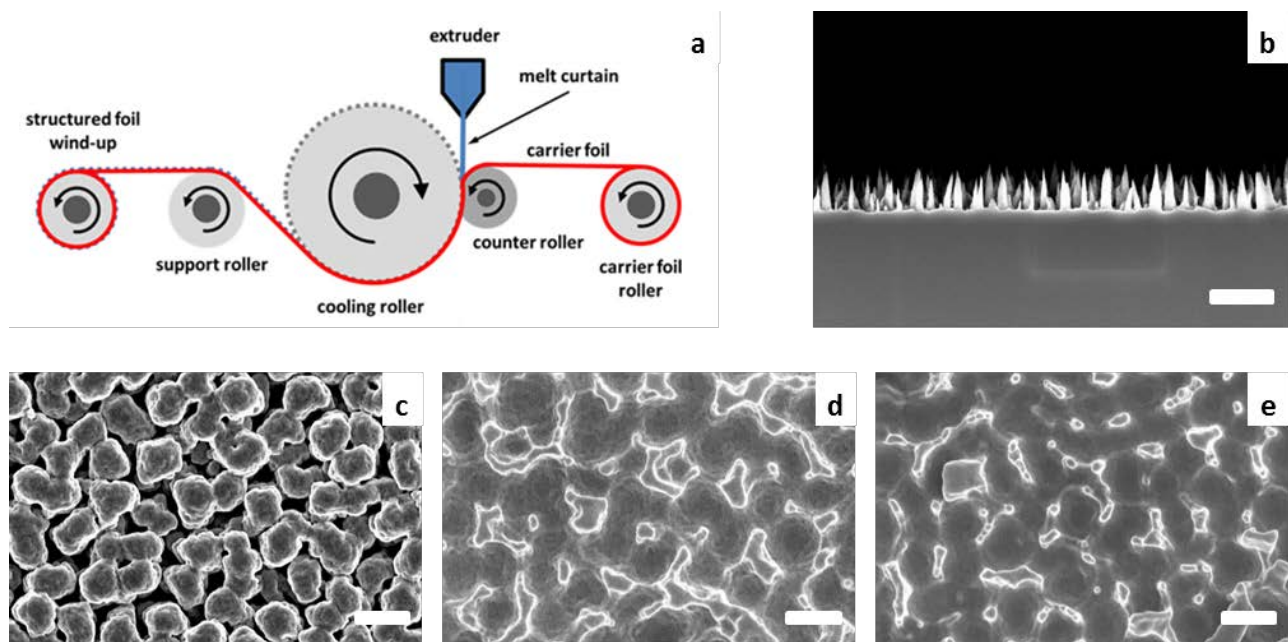 a
extruder
melt curtain
structured foil
wind-up
carrier foil
support roller
counter roller
cooling roller
carrier foil
roller
b
c
d
e